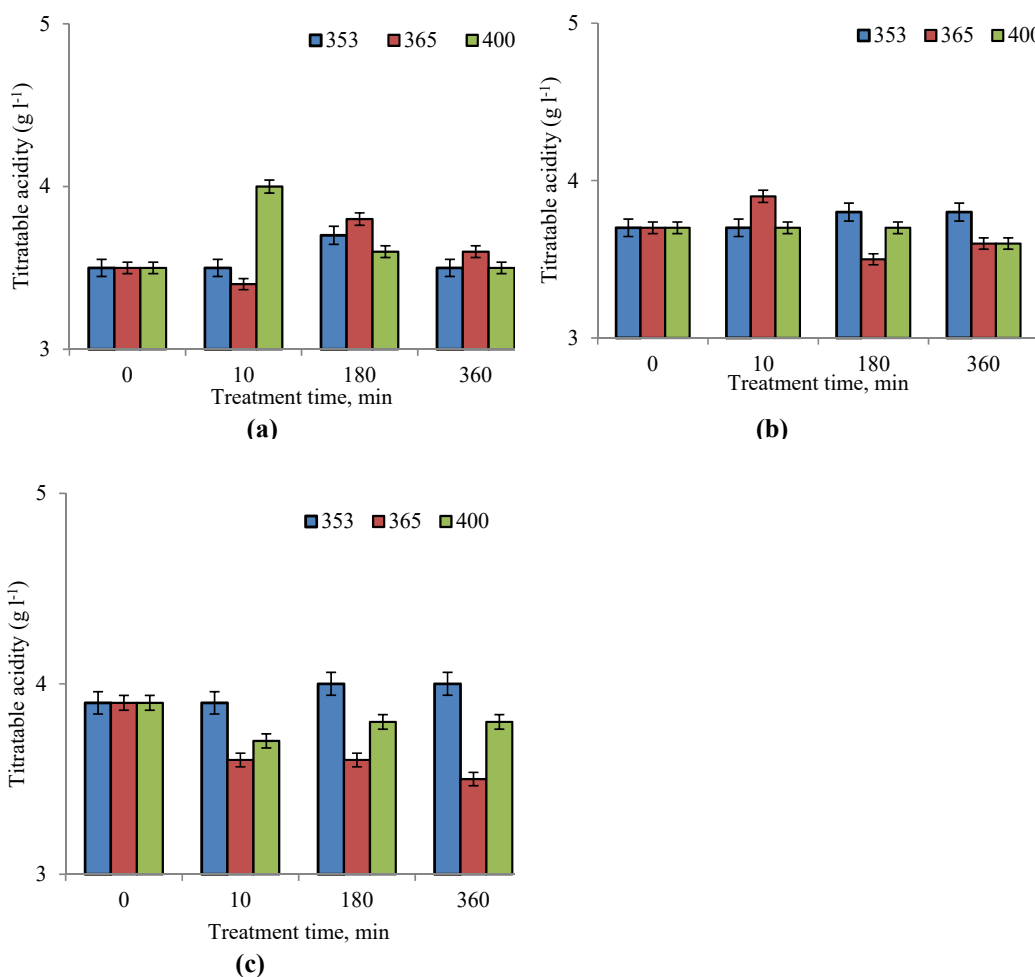 5
353 365 400
Titratable acidity (g l-1)
4
3
0 10 180 360
Treatment time, min
(a)
5
353 365 400
Titratable acidity (g l-1)
4
3
0 10 180 360
Treatment time, min
(b)
5
353 365 400
Titratable acidity (g l-1)
4
3
0 10 180 360
Treatment time, min
(c)